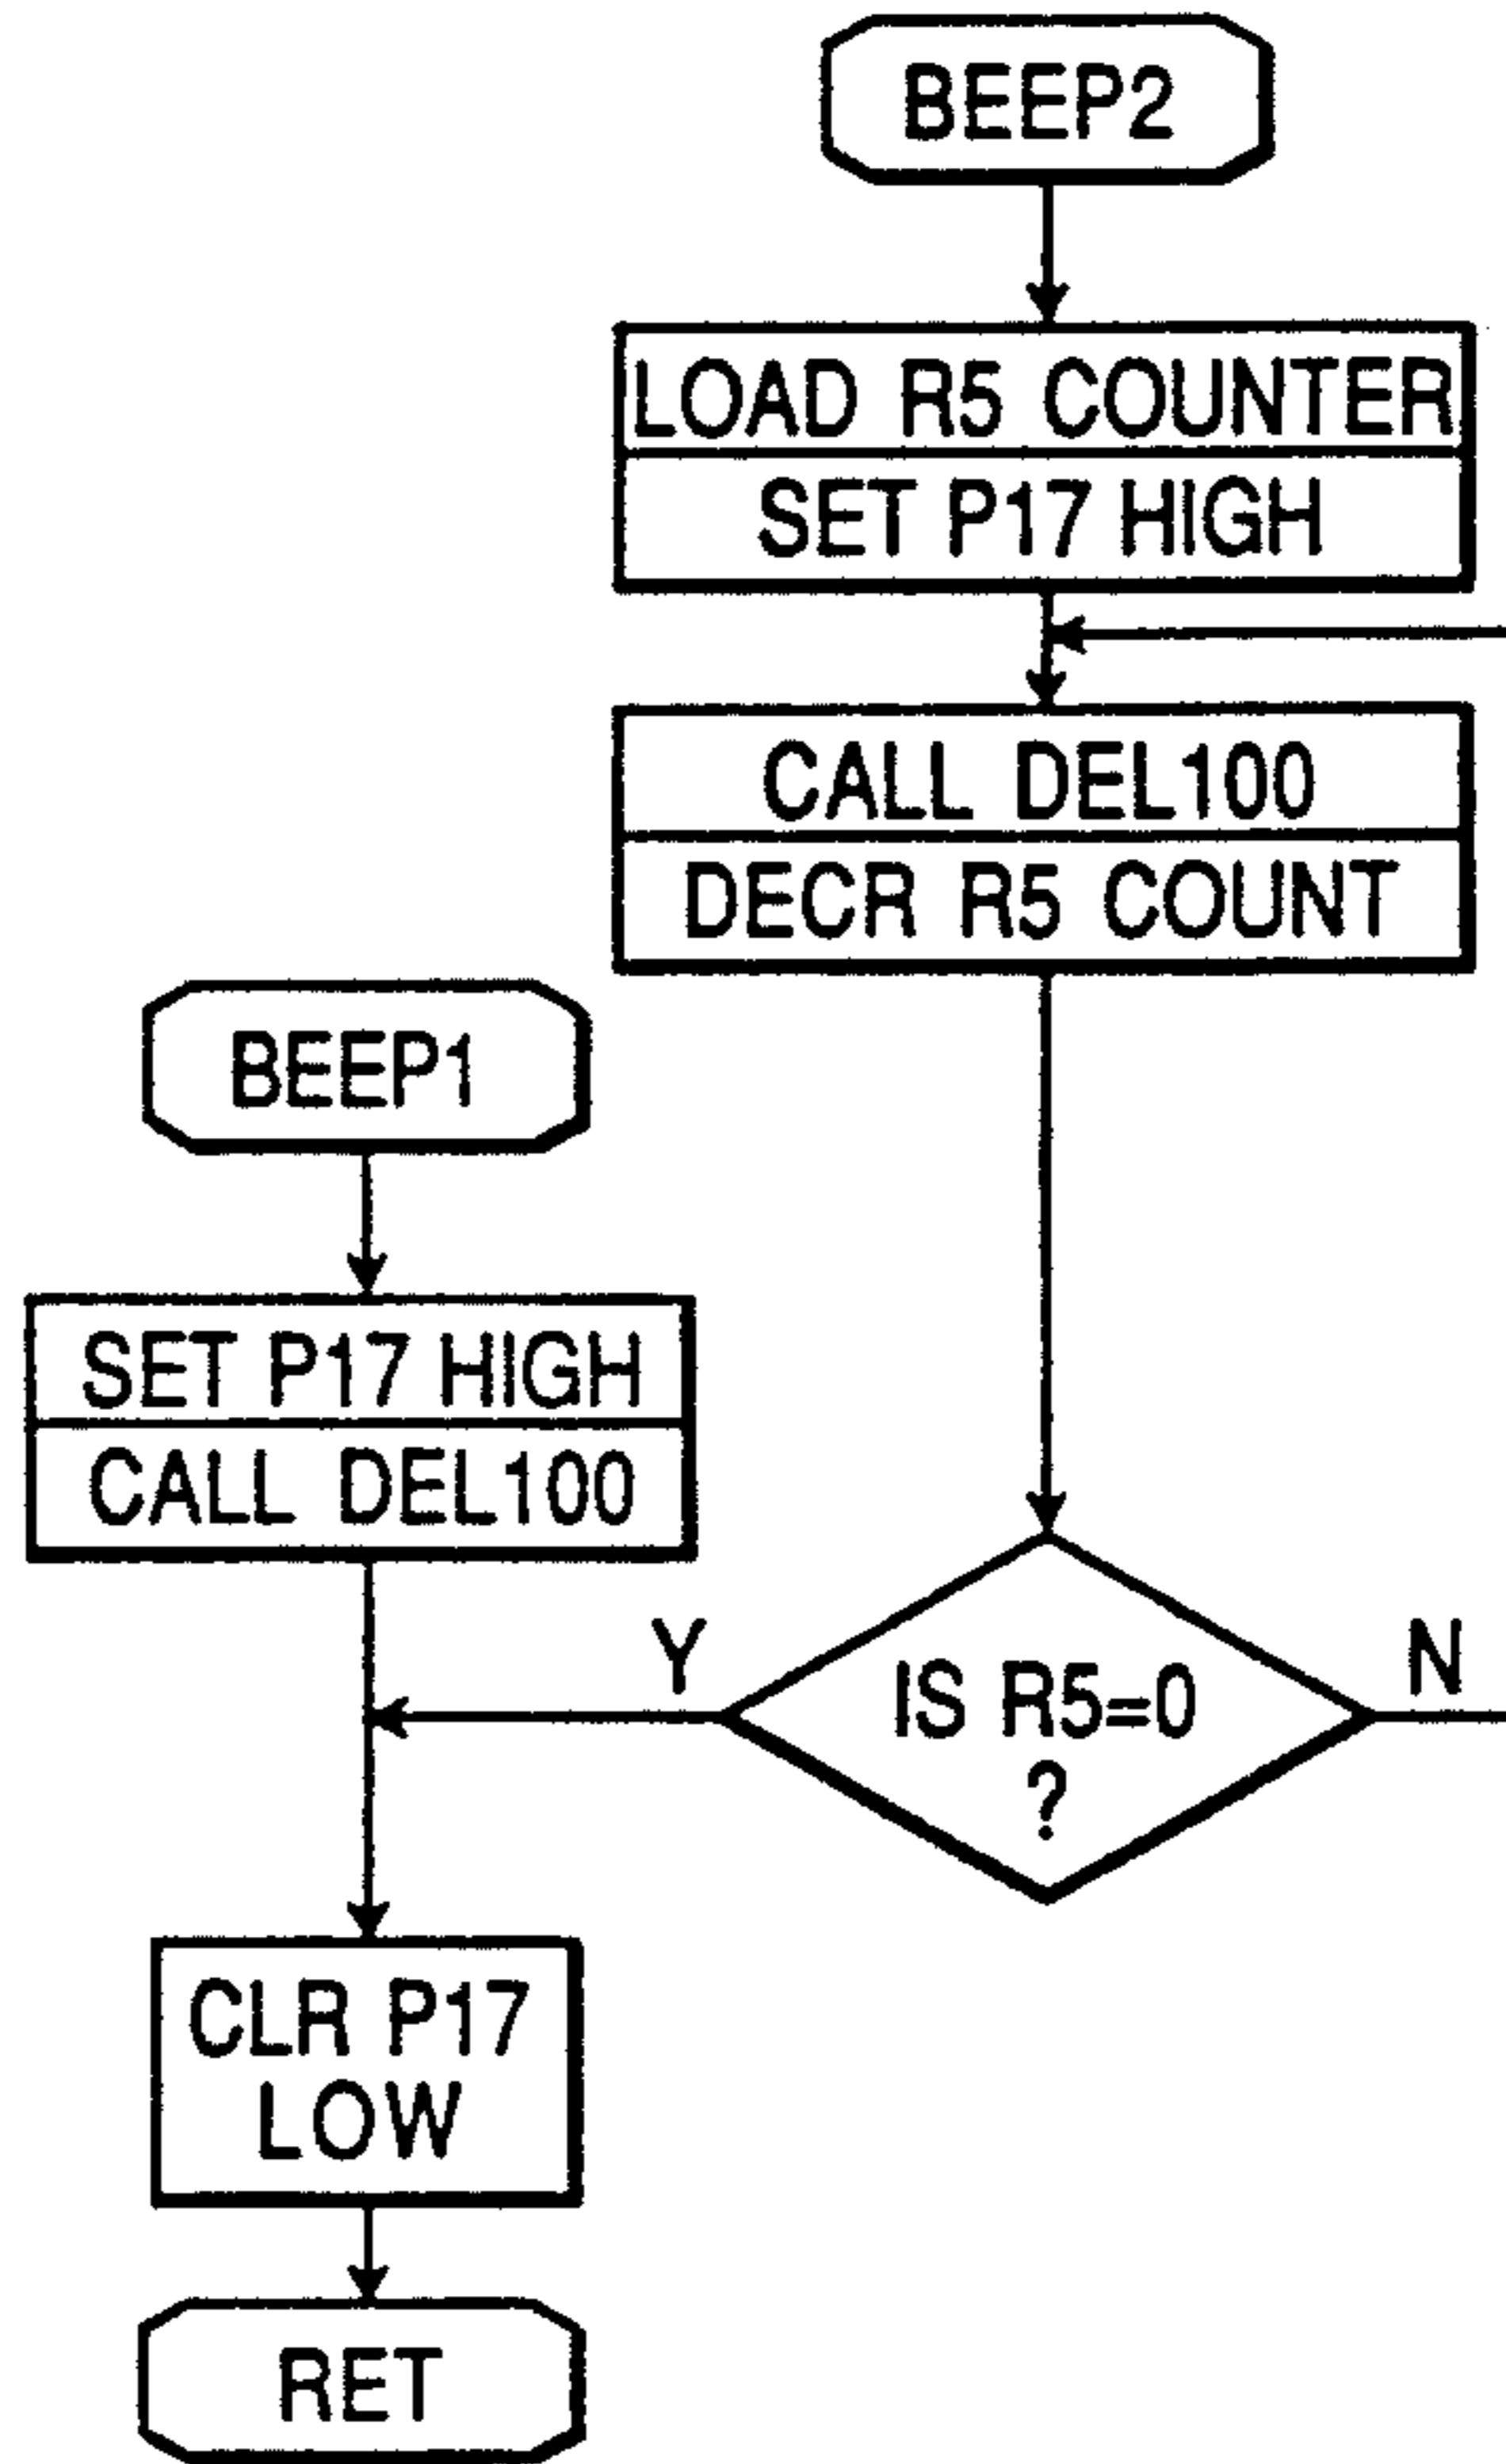 BEEP2
LOAD R5 COUNTER
SET P17 HIGH
CALL DEL100
DECR R5 COUNT
BEEP1
SET P17 HIGH
CALL DEL100
Y
IS R5=0
?
N
CLR P17
LOW
RET